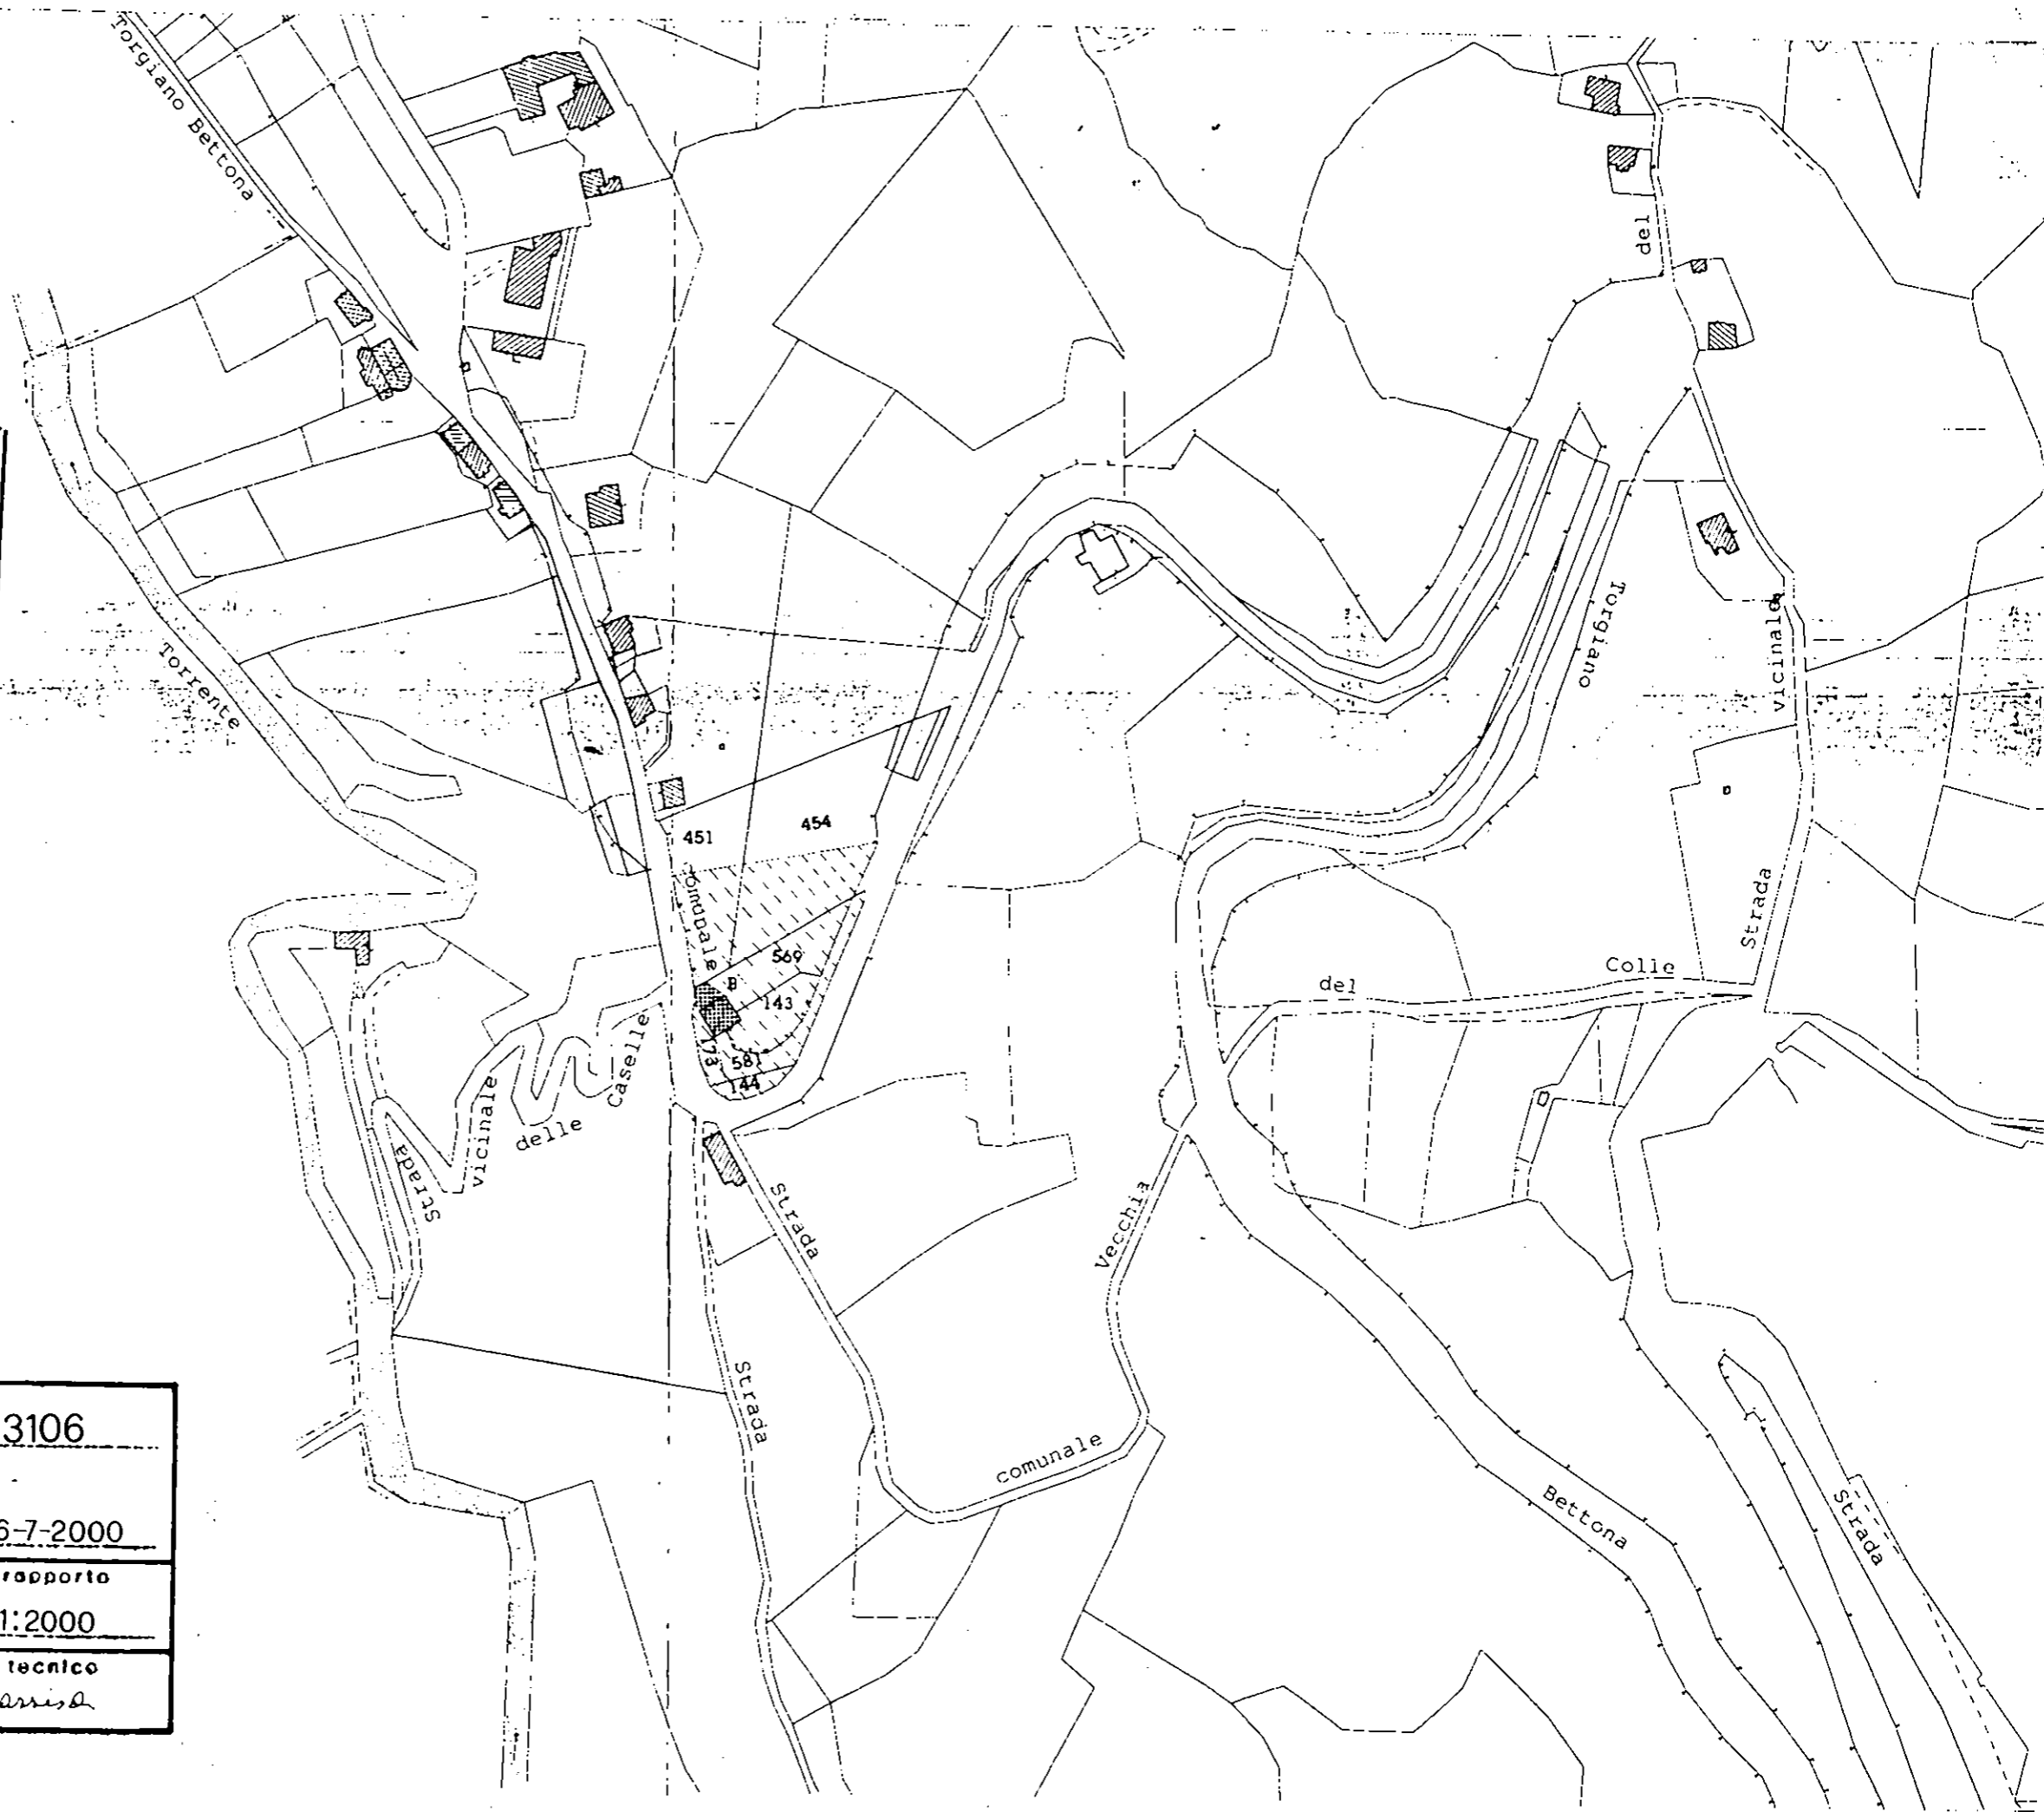 Torgiano Bettona
del
Torrente
Torgiano
vicinale
451
454
comunale
569
B
143
173
581
144
Strada
del
Colle
Strada
vicinale
delle
Caselle
Strada
Vecchia
Strada
comunale
Bettona
Strada
3106
6-7-2000
rapporto
1:2000
tecnico